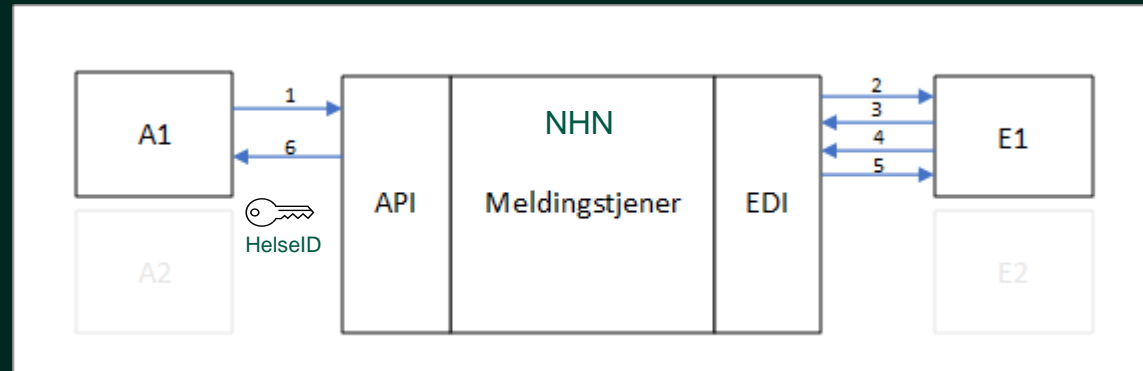 A1
1
6
HelseID
A2
API
NHN
Meldingstjener
EDI
2
3
4
5
E1
E2